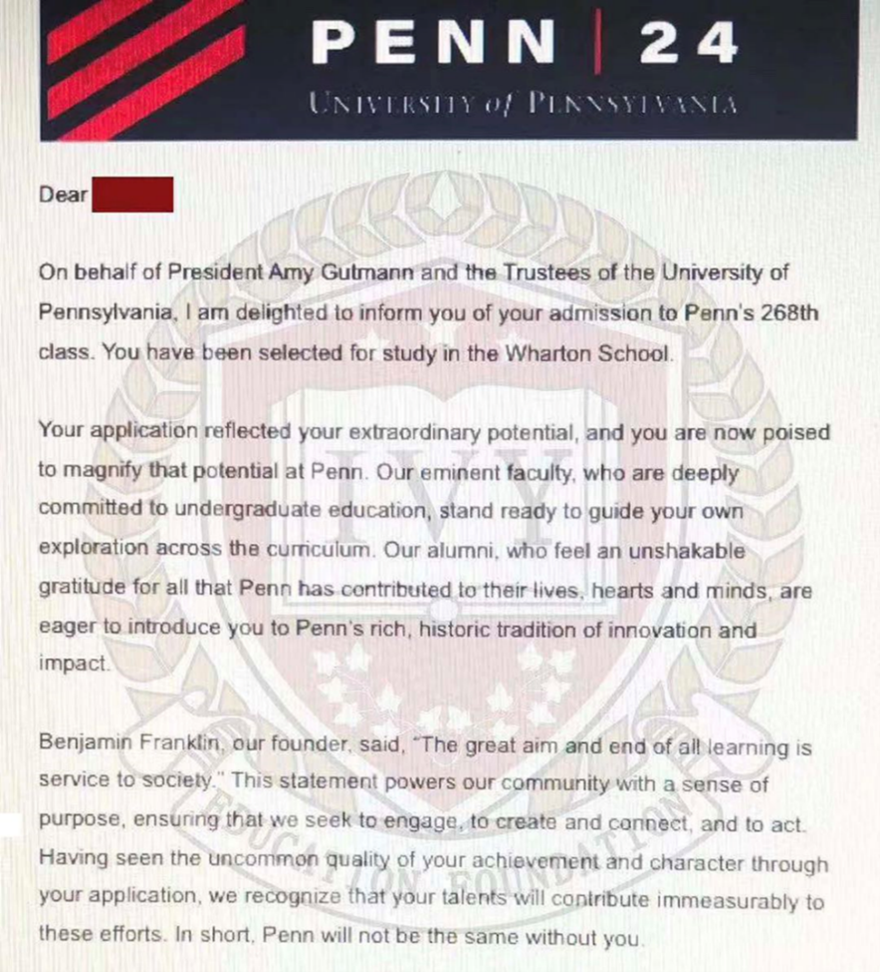 PENN | 24
UNIVERSITY of PENNSYLVANIA
Dear
On behalf of President Amy Gutmann and the Trustees of the University of
Pennsylvania, I am delighted to inform you of your admission to Penn's 268th
class. You have been selected for study in the Wharton School.
Your application reflected your extraordinary potential, and you are now poised
to magnify that potential at Penn. Our eminent faculty, who are deeply
committed to undergraduate education, stand ready to guide your own
exploration across the curriculum. Our alumni, who feel an unshakable
gratitude for all that Penn has contributed to their lives, hearts and minds, are
eager to introduce you to Penn's rich, historic tradition of innovation and
impact.
Benjamin Franklin, our founder, said, “The great aim and end of all learning is
service to society.” This statement powers our community with a sense of
purpose, ensuring that we seek to engage, to create and connect, and to act.
Having seen the uncommon quality of your achievement and character through
your application, we recognize that your talents will contribute immeasurably to
these efforts. In short, Penn will not be the same without you.
IVY
EDUCATION FOUNDATION